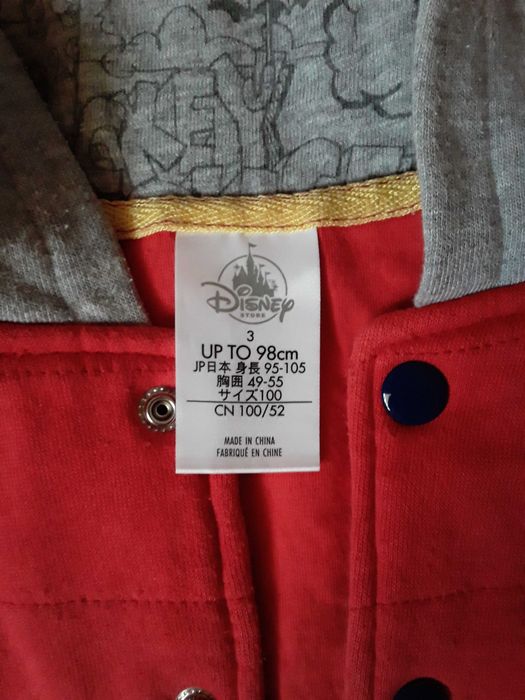 KEY
DISNEY
STORE
3
UP TO 98cm
JP日本 身長 95-105
胸囲 49-55
サイズ100
CN 100/52
MADE IN CHINA
FABRIQUÉ EN CHINE